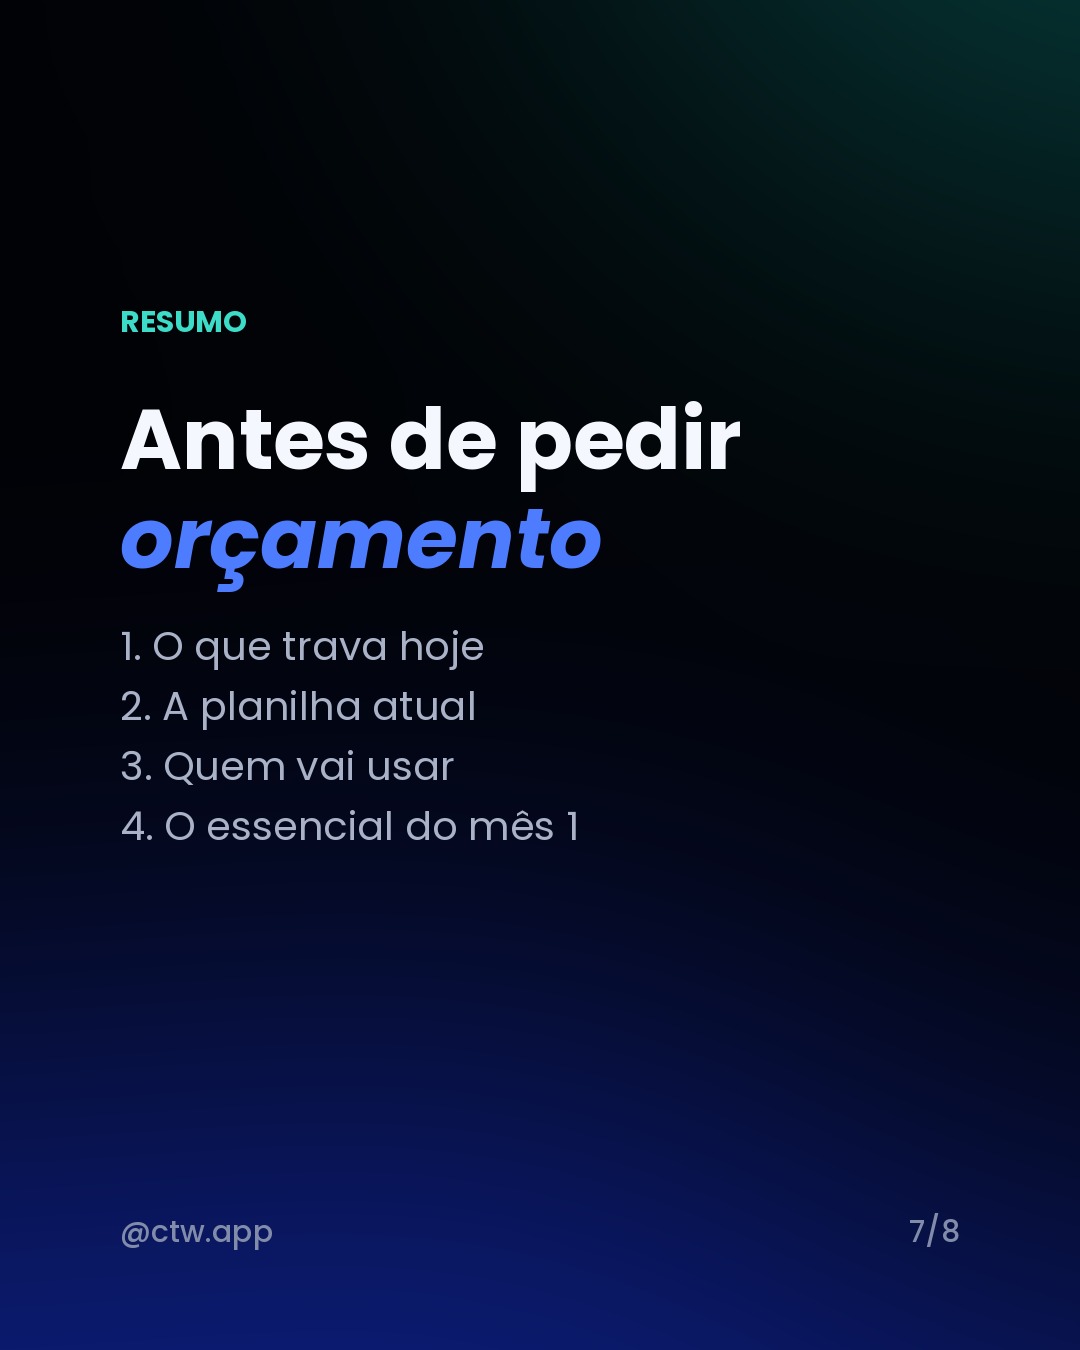 RESUMO
Antes de pedir
orçamento
1. O que trava hoje
2. A planilha atual
3. Quem vai usar
4. O essencial do mês 1
@ctw.app
7/8